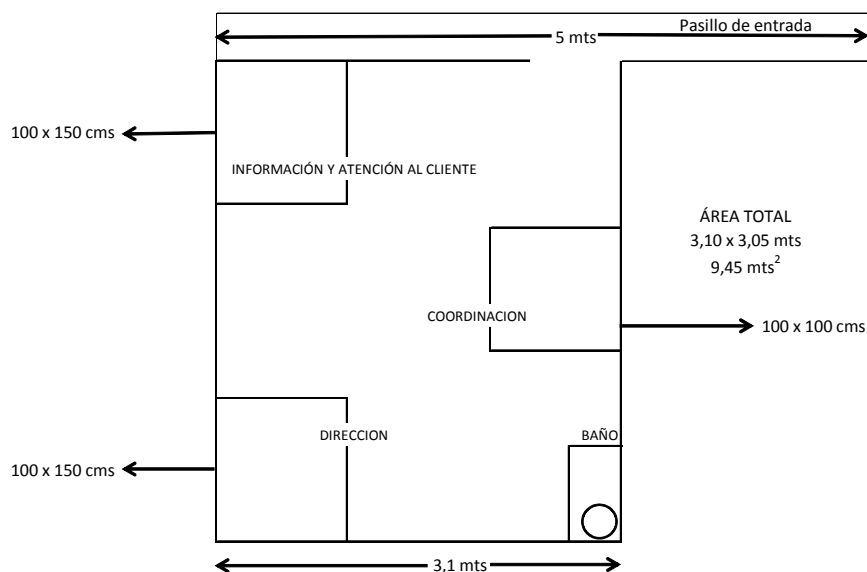 Pasillo de entrada
5 mts
100 x 150 cms
INFORMACIÓN Y ATENCIÓN AL CLIENTE
ÁREA TOTAL
3,10 x 3,05 mts
9,45 mts²
COORDINACION
100 x 100 cms
DIRECCION
BAÑO
100 x 150 cms
3,1 mts